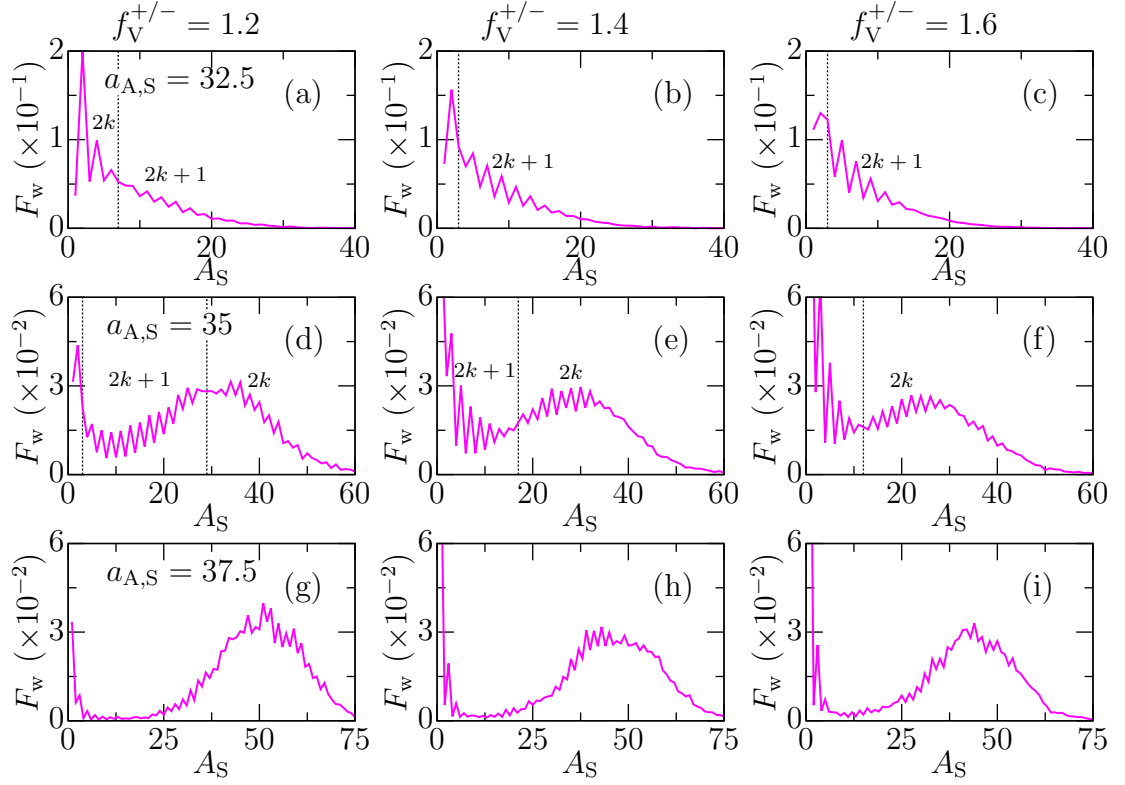 f_V^{+/-} = 1.2 f_V^{+/-} = 1.4 f_V^{+/-} = 1.6
2 2 2
a_{A,S} = 32.5 (a) (b) (c)
2k
1 1 1
2k + 1 2k + 1 2k + 1
F_w (×10^{-1}) F_w (×10^{-1}) F_w (×10^{-1})
0 0 0
0 20 40 0 20 40 0 20 40
A_S A_S A_S
6 6 6
a_{A,S} = 35 (d) (e) (f)
2k + 1 2k 2k + 1 2k 2k
3 3 3
F_w (×10^{-2}) F_w (×10^{-2}) F_w (×10^{-2})
0 0 0
0 20 40 60 0 20 40 60 0 20 40 60
A_S A_S A_S
6 6 6
a_{A,S} = 37.5 (g) (h) (i)
3 3 3
F_w (×10^{-2}) F_w (×10^{-2}) F_w (×10^{-2})
0 0 0
0 25 50 75 0 25 50 75 0 25 50 75
A_S A_S A_S